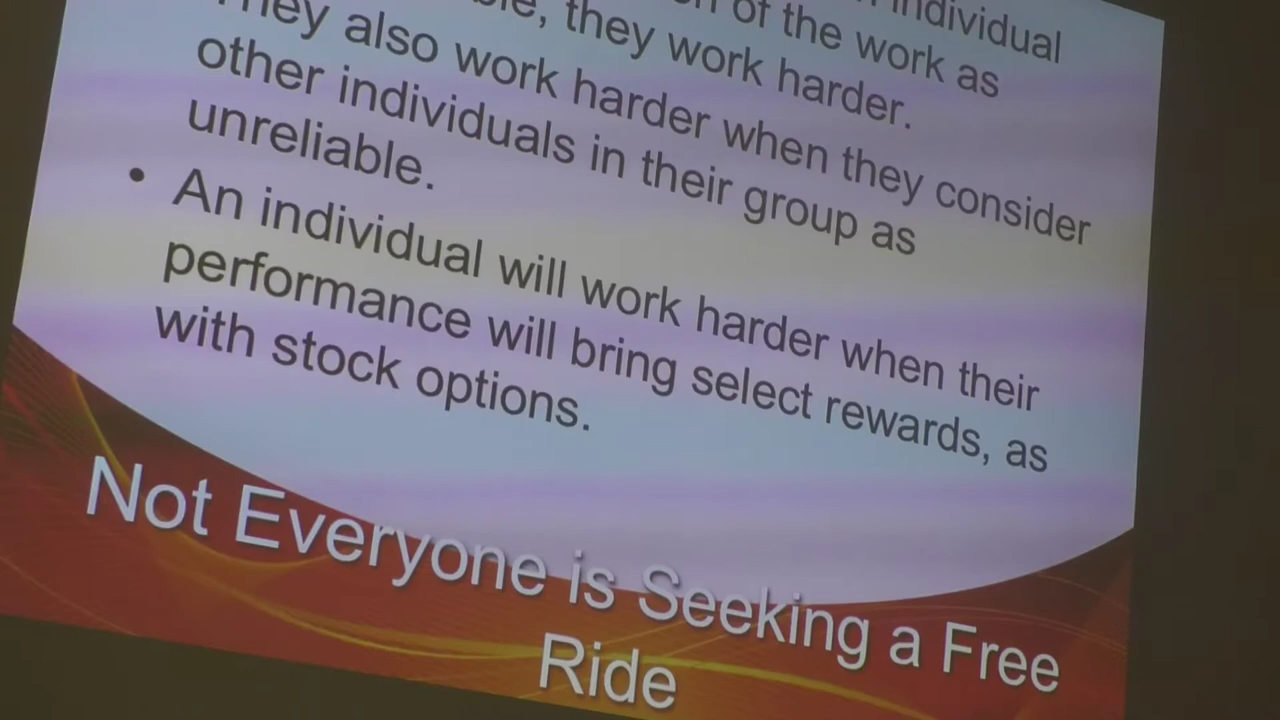 individual
of the work as
they work harder.
They also work harder when they consider
other individuals in their group as
unreliable.
• An individual will work harder when their
performance will bring select rewards, as
with stock options.
Not Everyone is Seeking a Free
Ride